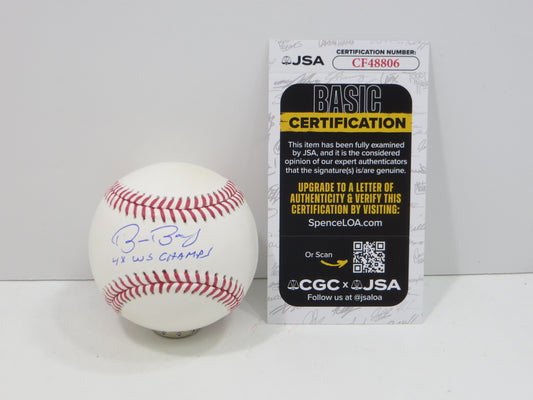 JSA
CERTIFICATION NUMBER:
CF48806
BASIC
CERTIFICATION
This item has been fully examined
by JSA, and it is the considered
opinion of our expert authenticators
that the signature(s) is/are genuine.
UPGRADE TO A LETTER OF
AUTHENTICITY & VERIFY THIS
CERTIFICATION BY VISITING:
SpenceLOA.com
Or Scan
CGC x JSA
Follow us at @jsaloa
4X WS CHAMPS